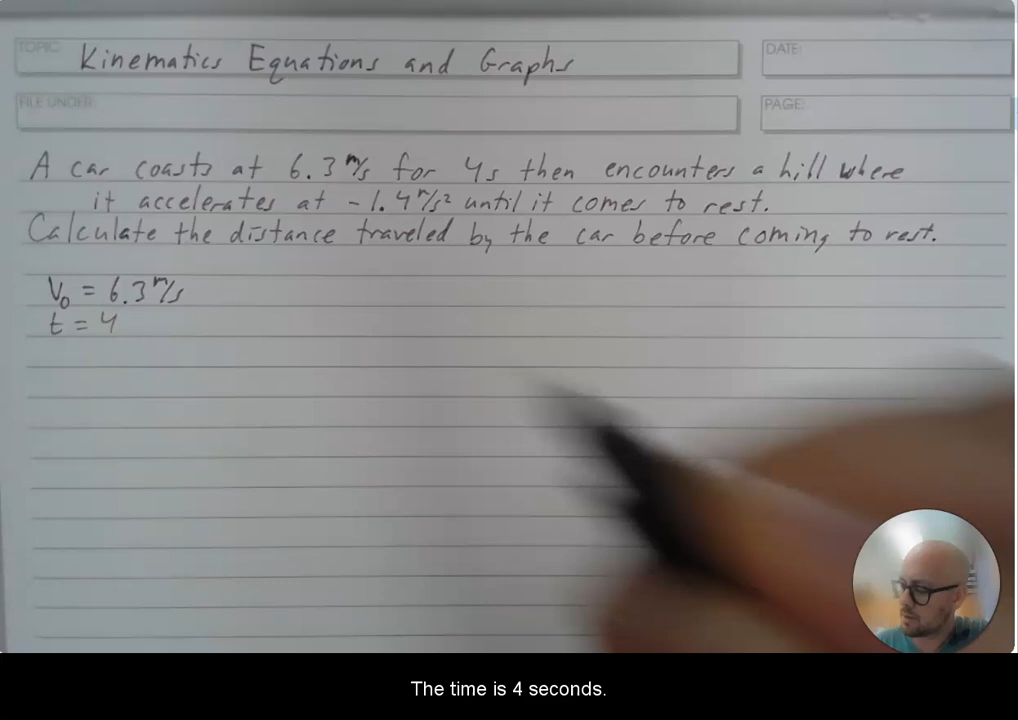 TOPIC: Kinematics Equations and Graphs
DATE:
FILE UNDER:
PAGE:
A car coasts at 6.3 m/s for 4s then encounters a hill where
it accelerates at -1.4 m/s² until it comes to rest.
Calculate the distance traveled by the car before coming to rest.
V₀ = 6.3 m/s
t = 4
The time is 4 seconds.